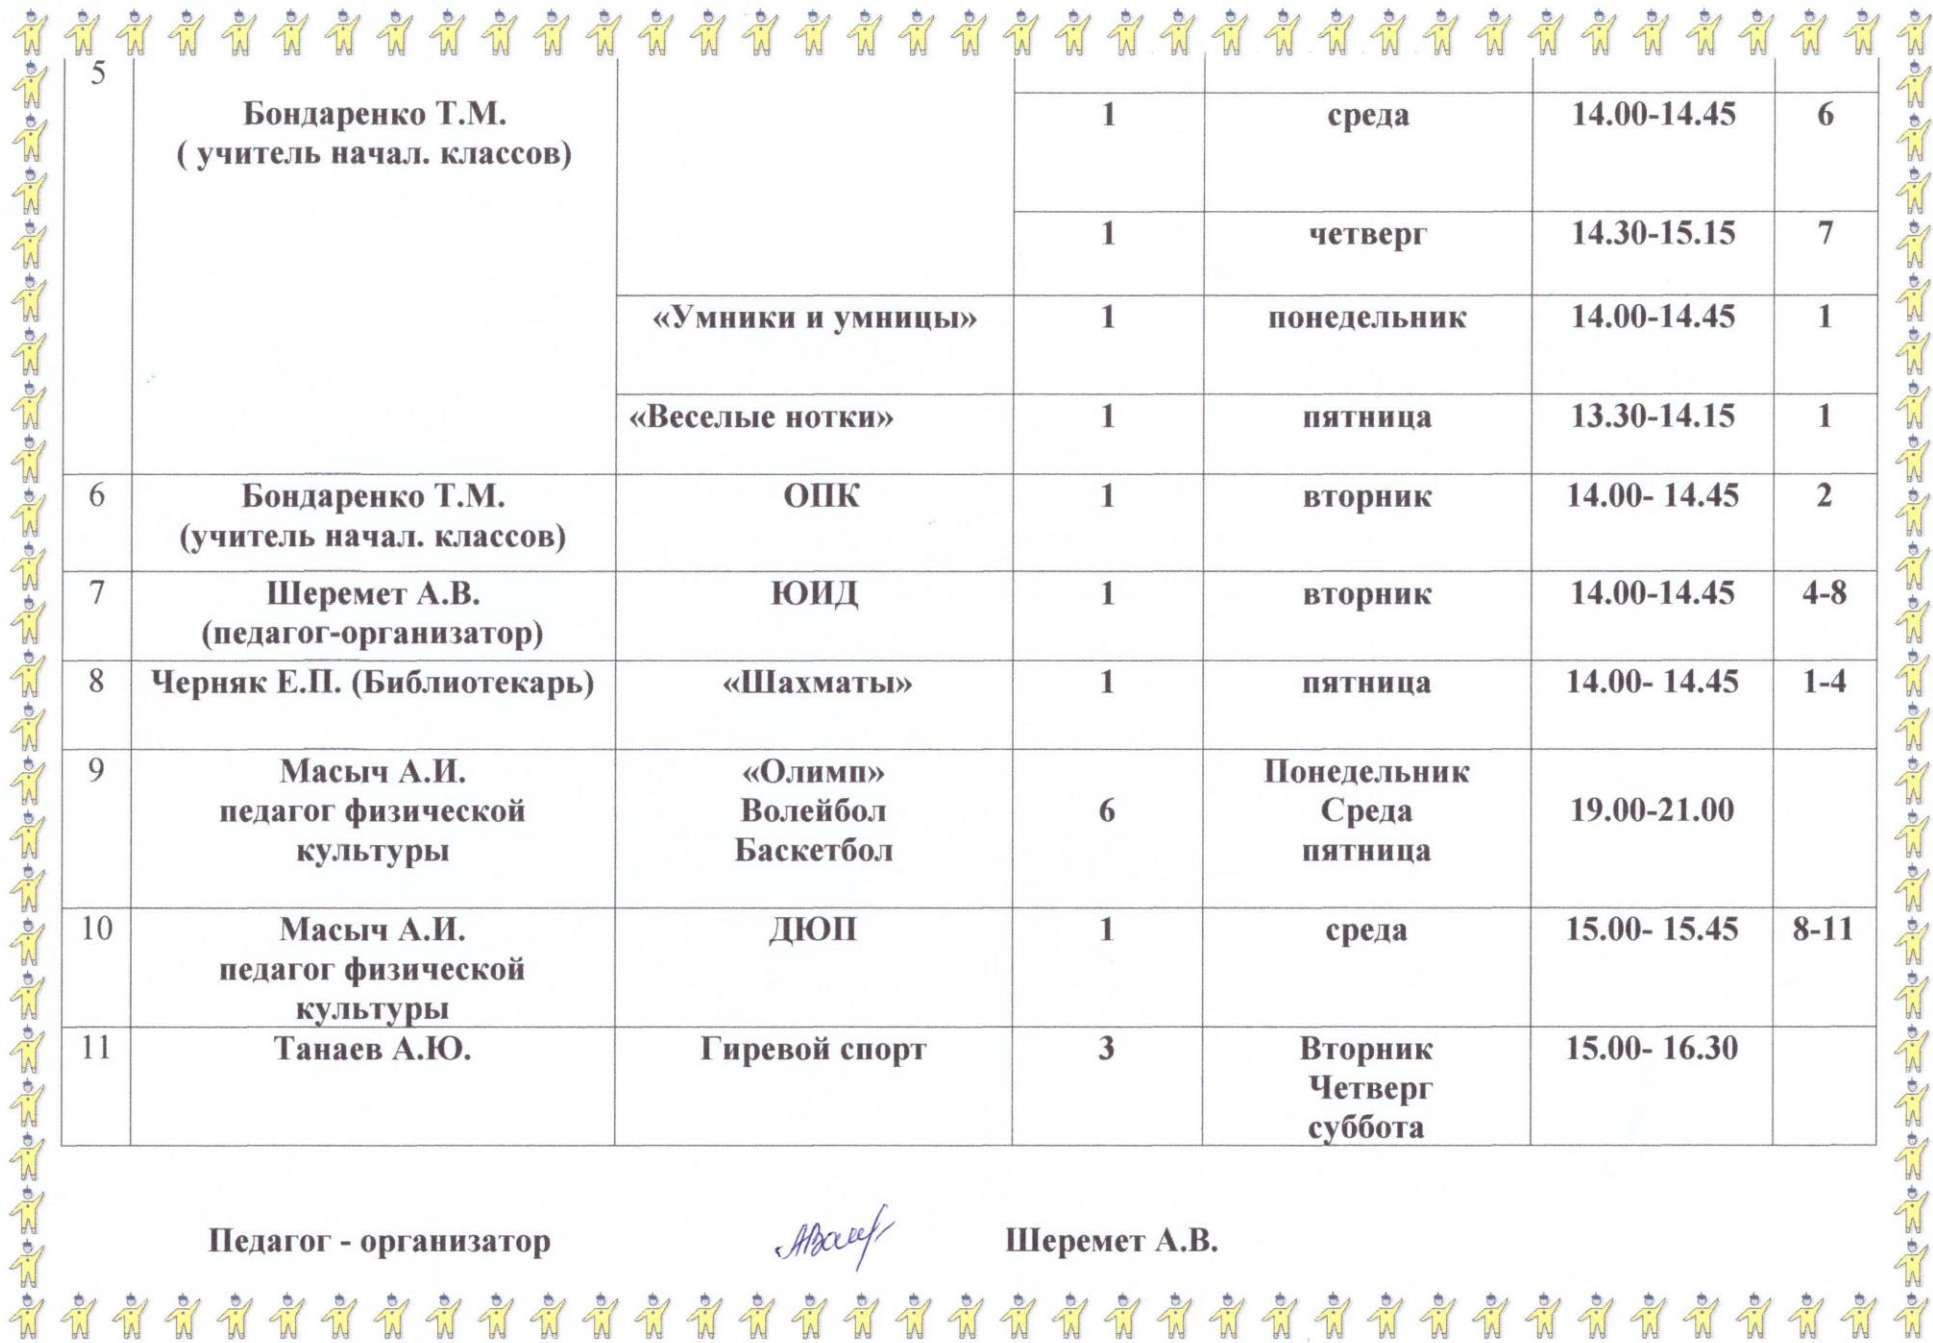 5
Бондаренко Т.М.
( учитель начал. классов)
1 среда 14.00-14.45 6
1 четверг 14.30-15.15 7
«Умники и умницы» 1 понедельник 14.00-14.45 1
«Веселые нотки» 1 пятница 13.30-14.15 1
6 Бондаренко Т.М. ОПК 1 вторник 14.00- 14.45 2
(учитель начал. классов)
7 Шеремет А.В. ЮИД 1 вторник 14.00-14.45 4-8
(педагог-организатор)
8 Черняк Е.П. (Библиотекарь) «Шахматы» 1 пятница 14.00- 14.45 1-4
9 Масыч А.И. «Олимп» Понедельник
педагог физической Волейбол 6 Среда 19.00-21.00
культуры Баскетбол пятница
10 Масыч А.И. ДЮП 1 среда 15.00- 15.45 8-11
педагог физической
культуры
11 Танаев А.Ю. Гиревой спорт 3 Вторник 15.00- 16.30
Четверг
суббота
Педагог - организатор Шеремет А.В.